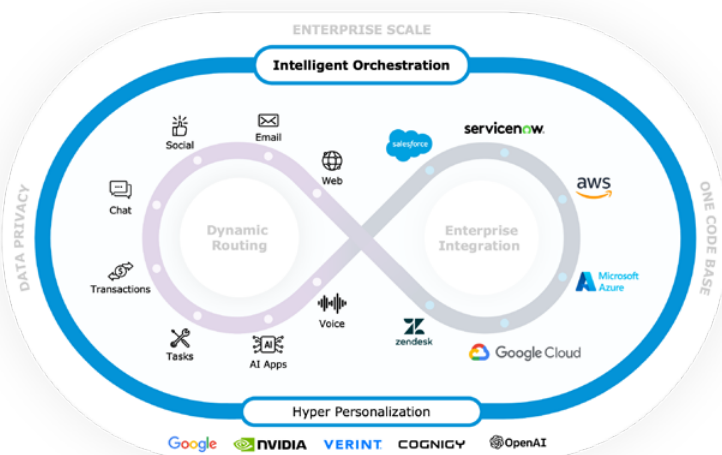 ENTERPRISE SCALE
Intelligent Orchestration
Social
Email
Web
salesforce
servicenow
DATA PRIVACY
Chat
aws
ONE CODE BASE
Dynamic
Routing
Enterprise
Integration
Transactions
Microsoft
Azure
Voice
Tasks
AI
AI Apps
zendesk
Google Cloud
Hyper Personalization
Google
NVIDIA
VERINT
COGNIGY
OpenAI